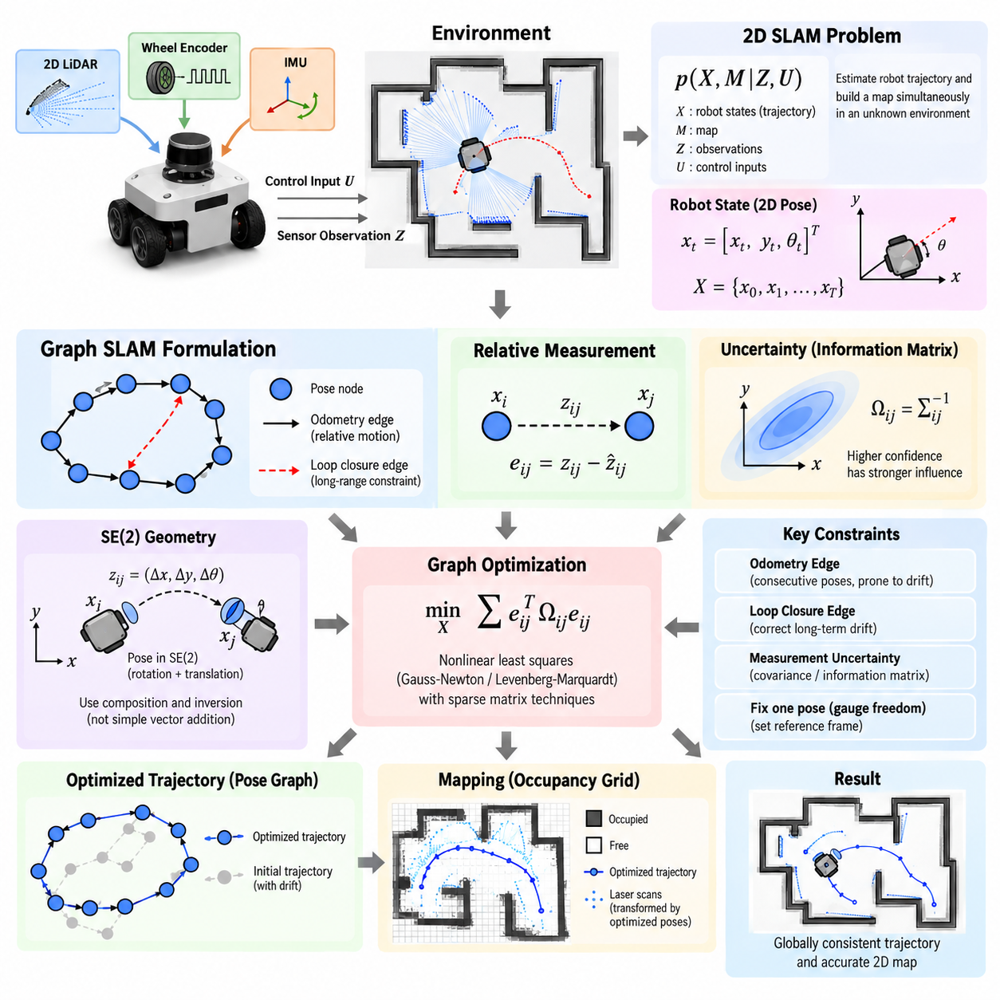 2D LiDAR
Wheel Encoder
IMU
Control Input U
Sensor Observation Z
Environment
2D SLAM Problem
p(X, M | Z, U)
X : robot states (trajectory)
M : map
Z : observations
U : control inputs
Estimate robot trajectory and
build a map simultaneously
in an unknown environment
Robot State (2D Pose)
x_t = [x_t, y_t, θ_t]^T
X = {x_0, x_1, ..., x_T}
y
θ
x
Graph SLAM Formulation
Pose node
Odometry edge
(relative motion)
Loop closure edge
(long-range constraint)
Relative Measurement
x_i
z_ij
x_j
e_ij = z_ij − ẑ_ij
Uncertainty (Information Matrix)
y
x
Ω_ij = Σ_ij^−1
Higher confidence
has stronger influence
SE(2) Geometry
z_ij = (Δx, Δy, Δθ)
x_i
x_j
θ
y
x
Pose in SE(2)
(rotation + translation)
Use composition and inversion
(not simple vector addition)
Graph Optimization
min_X Σ e_ij^T Ω_ij e_ij
Nonlinear least squares
(Gauss-Newton / Levenberg-Marquardt)
with sparse matrix techniques
Key Constraints
Odometry Edge
(consecutive poses, prone to drift)
Loop Closure Edge
(correct long-term drift)
Measurement Uncertainty
(covariance / information matrix)
Fix one pose (gauge freedom)
(set reference frame)
Optimized Trajectory (Pose Graph)
Optimized trajectory
Initial trajectory
(with drift)
Mapping (Occupancy Grid)
Occupied
Free
Optimized trajectory
Laser scans
(transformed by
optimized poses)
Result
Globally consistent trajectory
and accurate 2D map